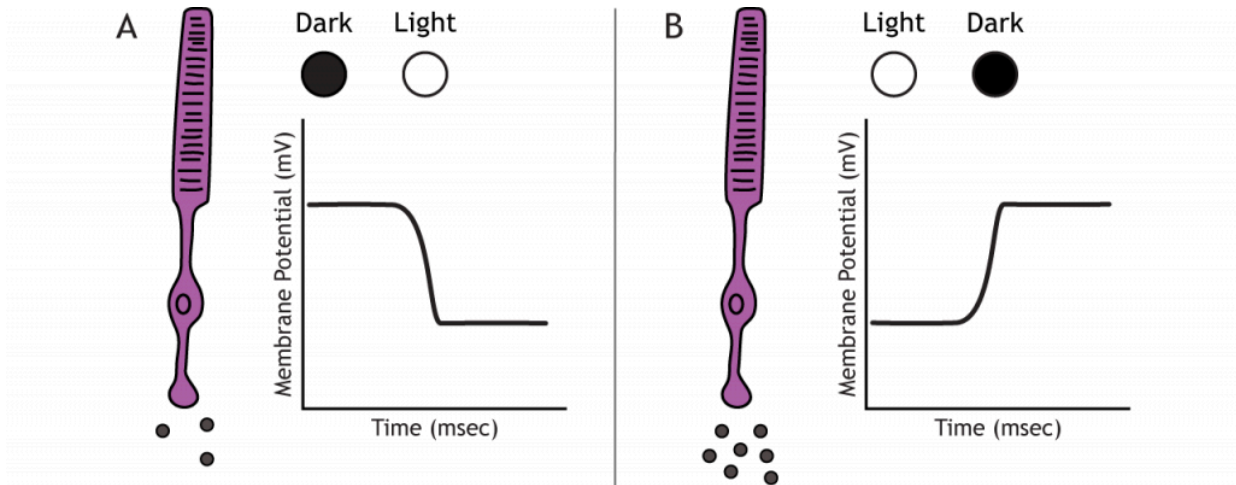 A
Dark Light
Membrane Potential (mV)
Time (msec)
B
Light Dark
Membrane Potential (mV)
Time (msec)